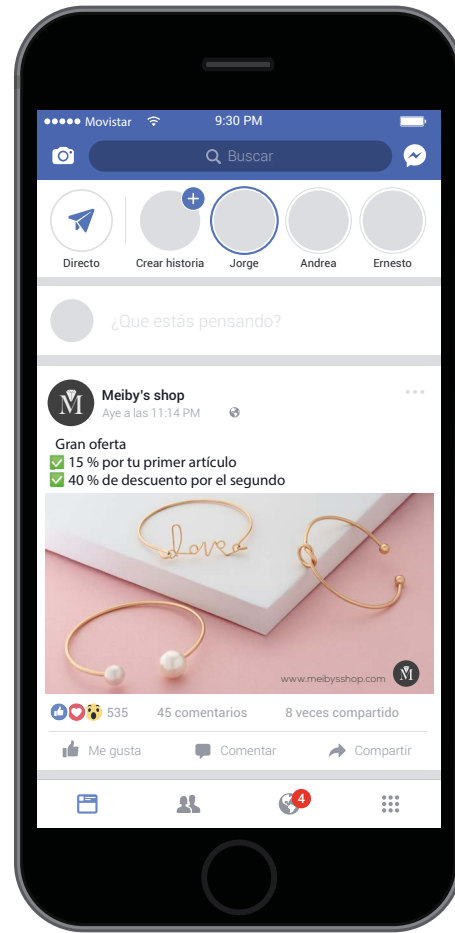 Movistar 9:30 PM
Buscar
Directo Crear historia Jorge Andrea Ernesto
¿Que estás pensando?
M Meiby's shop
Aye a las 11:14 PM
Gran oferta
✅ 15 % por tu primer artículo
✅ 40 % de descuento por el segundo
Love
www.meibysshop.com M
535 45 comentarios 8 veces compartido
Me gusta Comentar Compartir
4